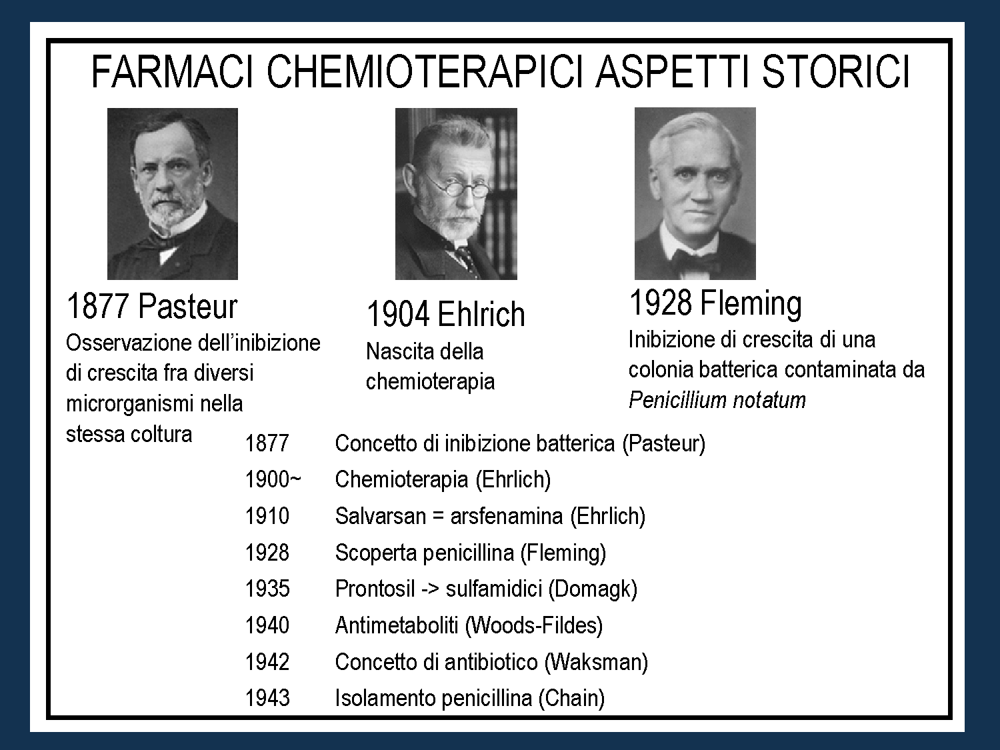 FARMACI CHEMIOTERAPICI ASPETTI STORICI
1877 Pasteur
Osservazione dell’inibizione
di crescita fra diversi
microrganismi nella
stessa coltura
1904 Ehlrich
Nascita della
chemioterapia
1928 Fleming
Inibizione di crescita di una
colonia batterica contaminata da
Penicillium notatum
1877 Concetto di inibizione batterica (Pasteur)
1900~ Chemioterapia (Ehrlich)
1910 Salvarsan = arsfenamina (Ehrlich)
1928 Scoperta penicillina (Fleming)
1935 Prontosil -> sulfamidici (Domagk)
1940 Antimetaboliti (Woods-Fildes)
1942 Concetto di antibiotico (Waksman)
1943 Isolamento penicillina (Chain)